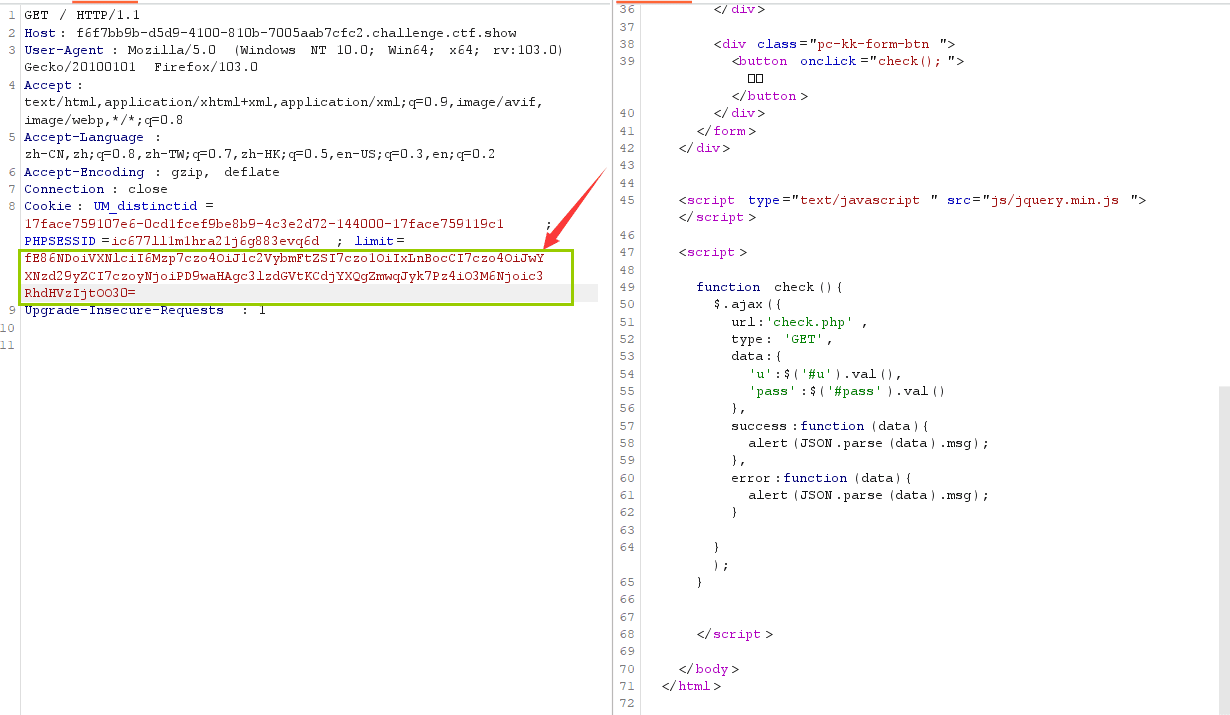 1 GET / HTTP/1.1
2 Host: f6f7bb9b-d5d9-4100-810b-7005aab7cfc2.challenge.ctf.show
3 User-Agent: Mozilla/5.0 (Windows NT 10.0; Win64; x64; rv:103.0)
Gecko/20100101 Firefox/103.0
4 Accept:
text/html,application/xhtml+xml,application/xml;q=0.9,image/avif,
image/webp,*/*;q=0.8
5 Accept-Language :
zh-CN,zh;q=0.8,zh-TW;q=0.7,zh-HK;q=0.5,en-US;q=0.3,en;q=0.2
6 Accept-Encoding : gzip, deflate
7 Connection : close
8 Cookie: UM_distinctid =
17face759107e6-0cd1fcef9be8b9-4c3e2d72-144000-17face759119c1 ;
PHPSESSID=ic677ll1m1hra21j6g883evq6d ; limit=
fE86NDoiVXNlciI6Mzp7czo4OiJ1c2VybmFtZSI7czo1OiIxLnBocCI7czo4OiJwY
XNzd29yZCI7czoyNjoiPD9waHAgc3lzdGVtKCdjYXQgZmwqJyk7Pz4iO3M6Njoic3
RhdHVzIjtOO30=
9 Upgrade-Insecure-Requests : 1
10
11
36 </div>
37
38 <div class="pc-kk-form-btn ">
39 <button onclick="check(); ">
</button>
40 </div>
41 </form>
42 </div>
43
44
45 <script type="text/javascript " src="js/jquery.min.js ">
</script>
46
47 <script>
48
49 function check(){
50 $.ajax({
51 url:'check.php' ,
52 type: 'GET',
53 data:{
54 'u':$('#u').val(),
55 'pass':$('#pass').val()
56 },
57 success:function(data){
58 alert(JSON.parse(data).msg);
59 },
60 error:function(data){
61 alert(JSON.parse(data).msg);
62 }
63
64 }
);
65 }
66
67
68 </script>
69
70 </body>
71 </html>
72